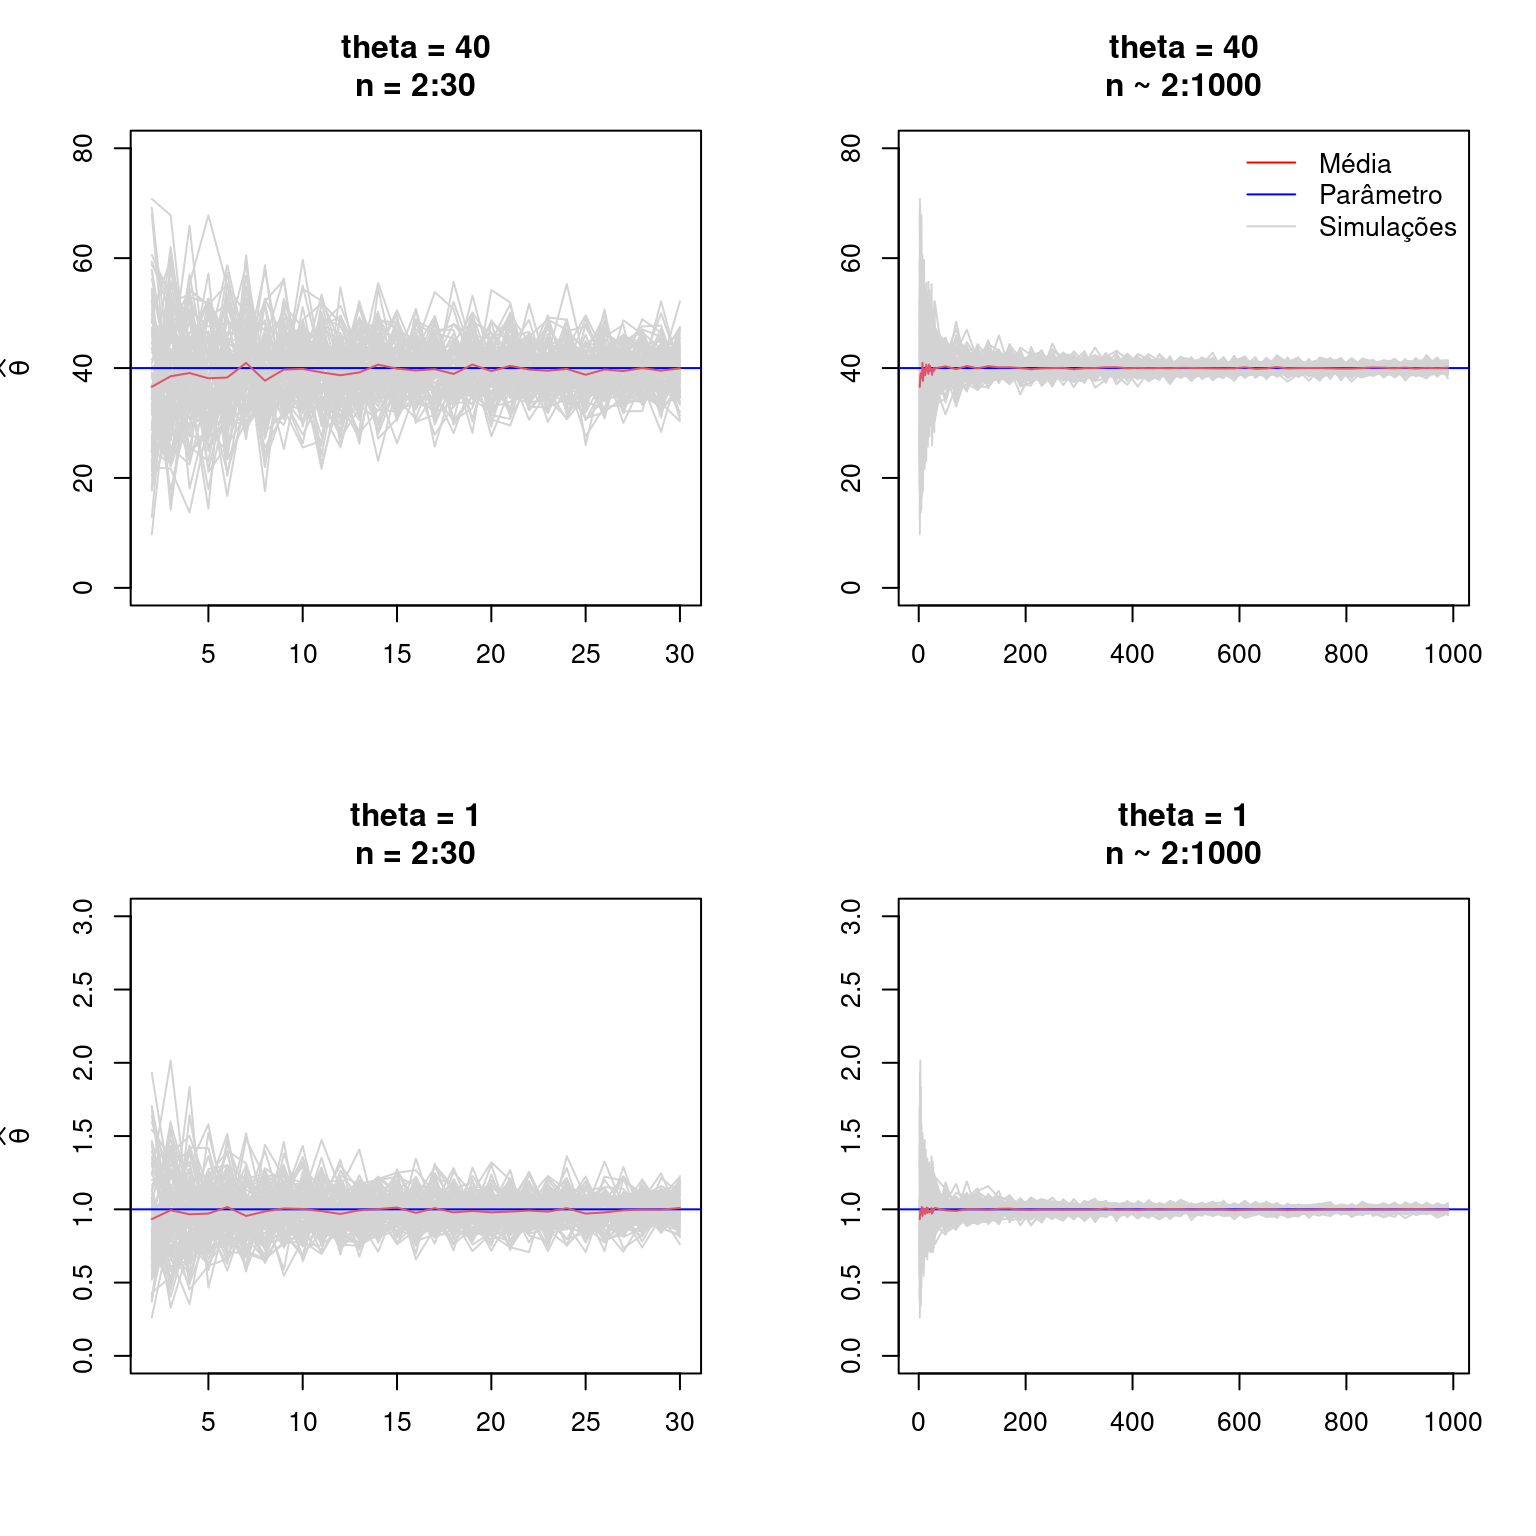 theta = 40
n = 2:30
80
60
40
20
0
θ̂
5 10 15 20 25 30
theta = 40
n ~ 2:1000
Média
Parâmetro
Simulações
80
60
40
20
0
0 200 400 600 800 1000
theta = 1
n = 2:30
3.0
2.5
2.0
1.5
1.0
0.5
0.0
θ̂
5 10 15 20 25 30
theta = 1
n ~ 2:1000
3.0
2.5
2.0
1.5
1.0
0.5
0.0
0 200 400 600 800 1000